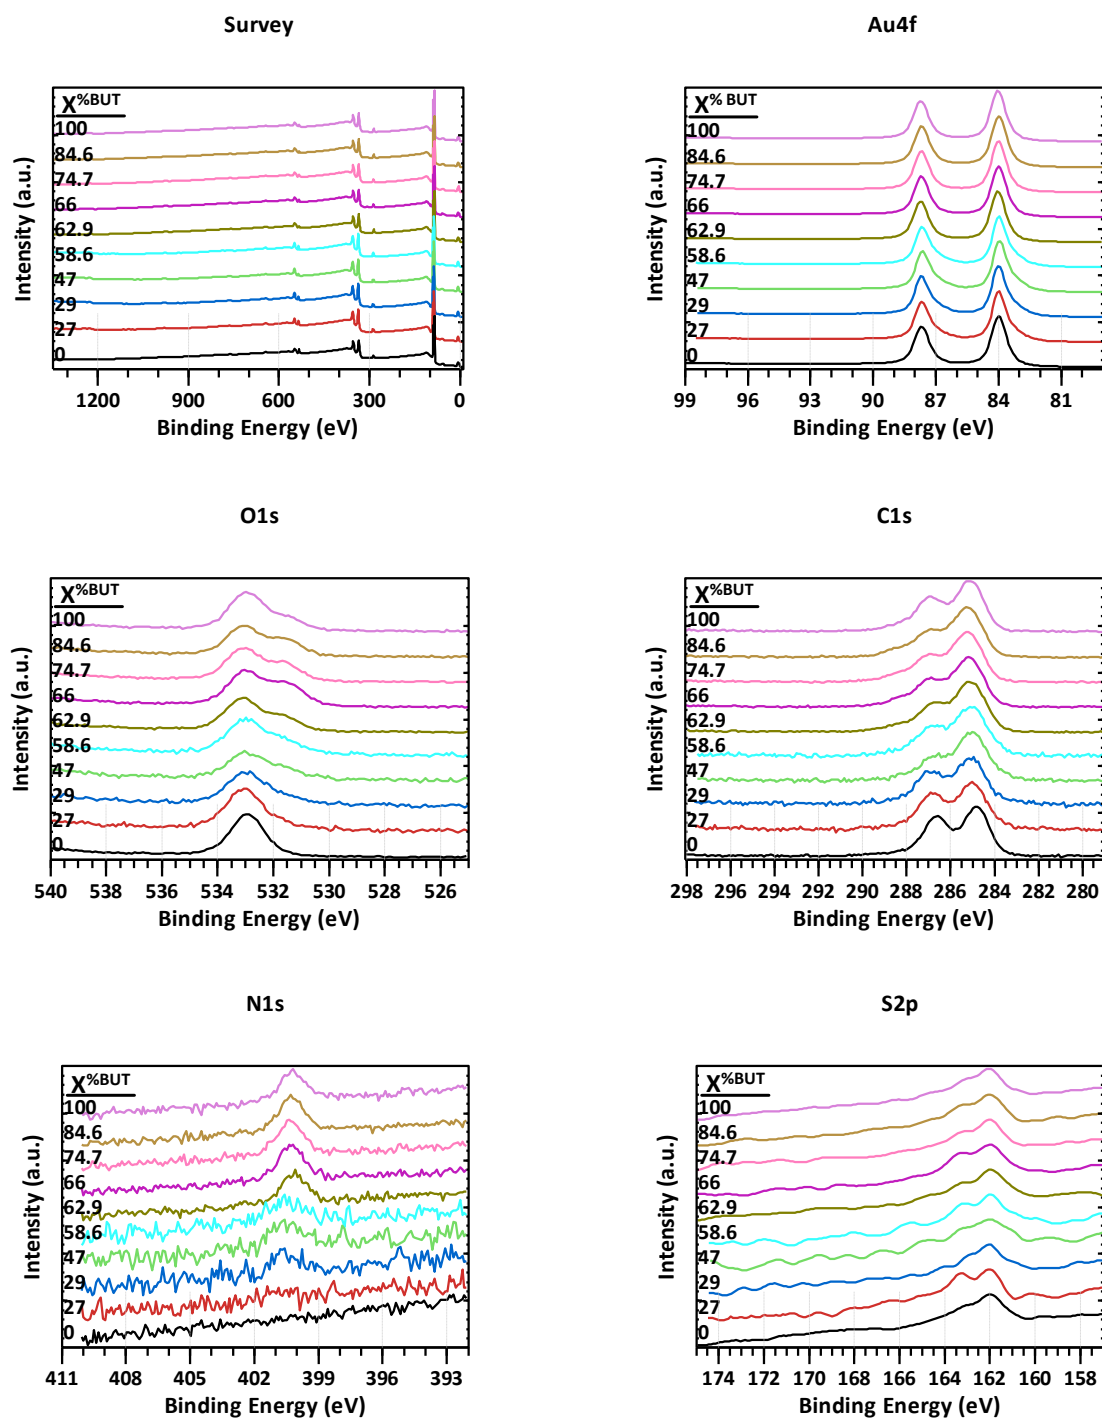 Survey
X%BUT
100
84.6
74.7
66
62.9
58.6
47
29
27
0
1200 900 600 300 0
Binding Energy (eV)
Intensity (a.u.)
Au4f
X% BUT
100
84.6
74.7
66
62.9
58.6
47
29
27
0
99 96 93 90 87 84 81
Binding Energy (eV)
Intensity (a.u.)
O1s
X%BUT
100
84.6
74.7
66
62.9
58.6
47
29
27
0
540 538 536 534 532 530 528 526
Binding Energy (eV)
Intensity (a.u.)
C1s
X%BUT
100
84.6
74.7
66
62.9
58.6
47
29
27
0
298 296 294 292 290 288 286 284 282 280
Binding Energy (eV)
Intensity (a.u.)
N1s
X%BUT
100
84.6
74.7
66
62.9
58.6
47
29
27
0
411 408 405 402 399 396 393
Binding Energy (eV)
Intensity (a.u.)
S2p
X%BUT
100
84.6
74.7
66
62.9
58.6
47
29
27
0
174 172 170 168 166 164 162 160 158
Binding Energy (eV)
Intensity (a.u.)